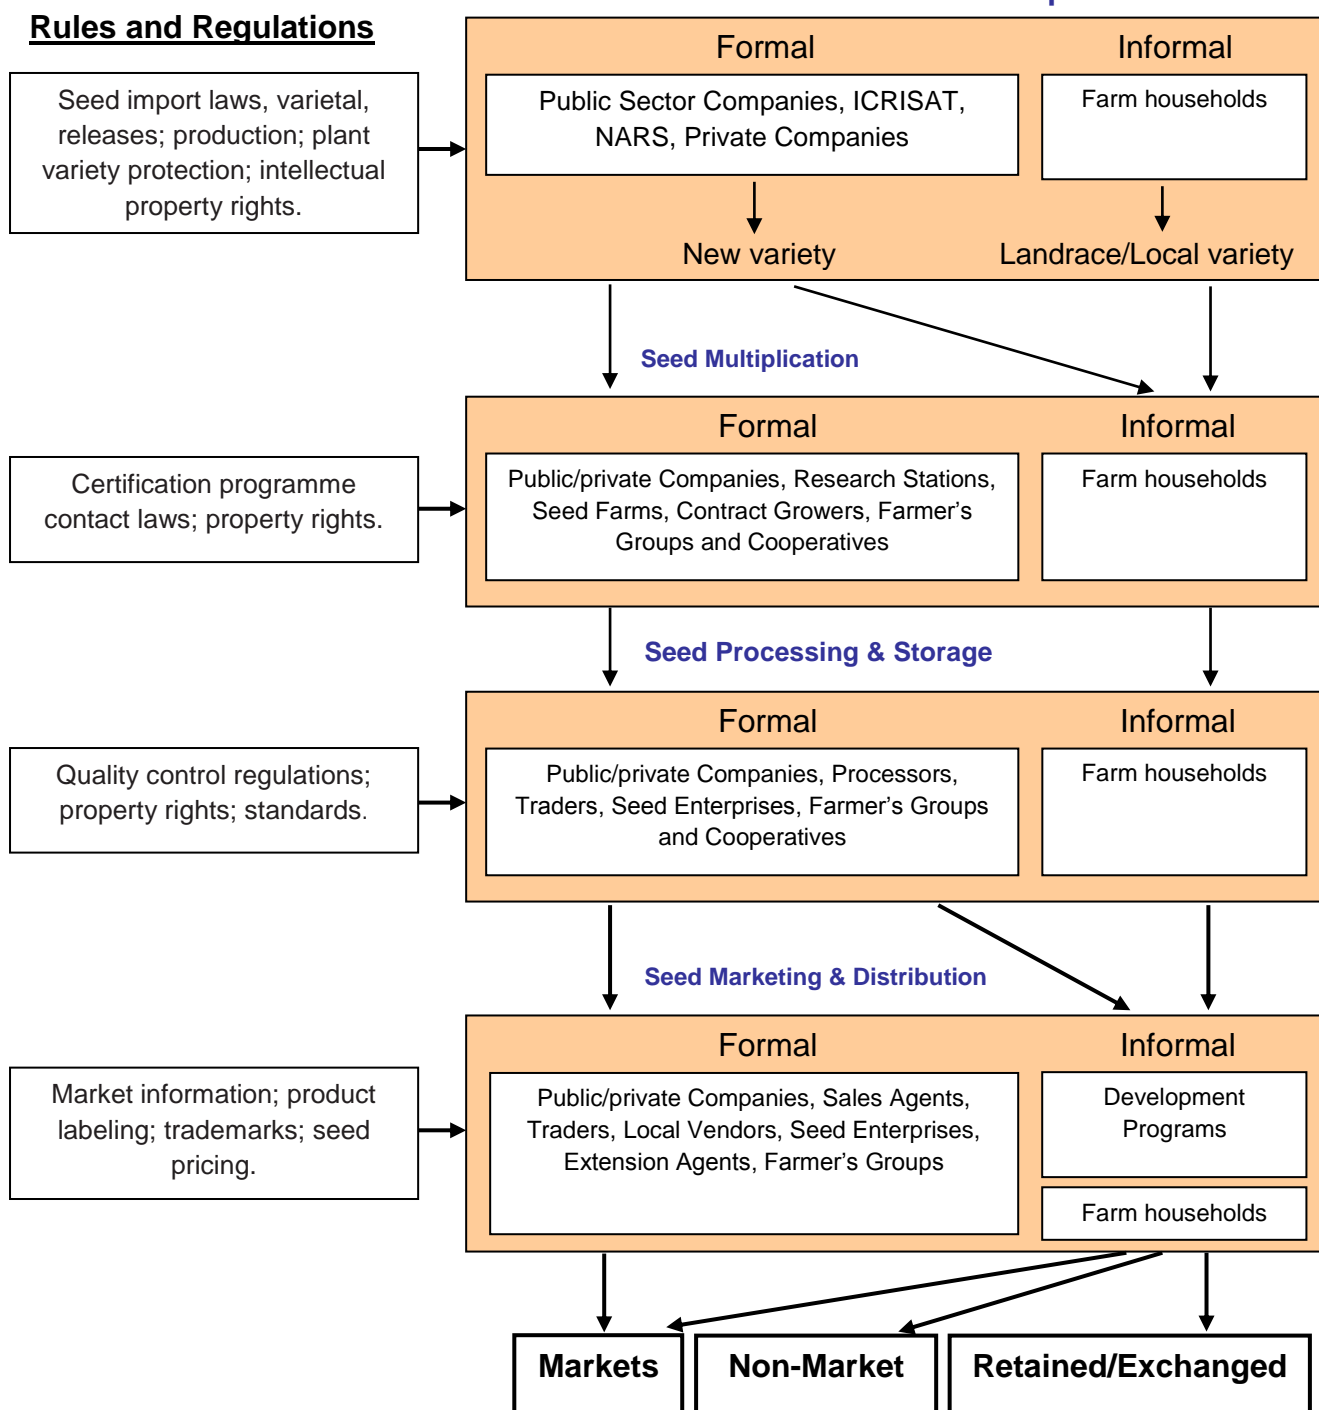 Rules and Regulations
Formal
Informal
Seed import laws, varietal,
releases; production; plant
variety protection; intellectual
property rights.
Public Sector Companies, ICRISAT,
NARS, Private Companies
Farm households
New variety
Landrace/Local variety
Seed Multiplication
Formal
Informal
Certification programme
contact laws; property rights.
Public/private Companies, Research Stations,
Seed Farms, Contract Growers, Farmer’s
Groups and Cooperatives
Farm households
Seed Processing & Storage
Formal
Informal
Quality control regulations;
property rights; standards.
Public/private Companies, Processors,
Traders, Seed Enterprises, Farmer’s Groups
and Cooperatives
Farm households
Seed Marketing & Distribution
Formal
Informal
Market information; product
labeling; trademarks; seed
pricing.
Public/private Companies, Sales Agents,
Traders, Local Vendors, Seed Enterprises,
Extension Agents, Farmer’s Groups
Development
Programs
Farm households
Markets
Non-Market
Retained/Exchanged